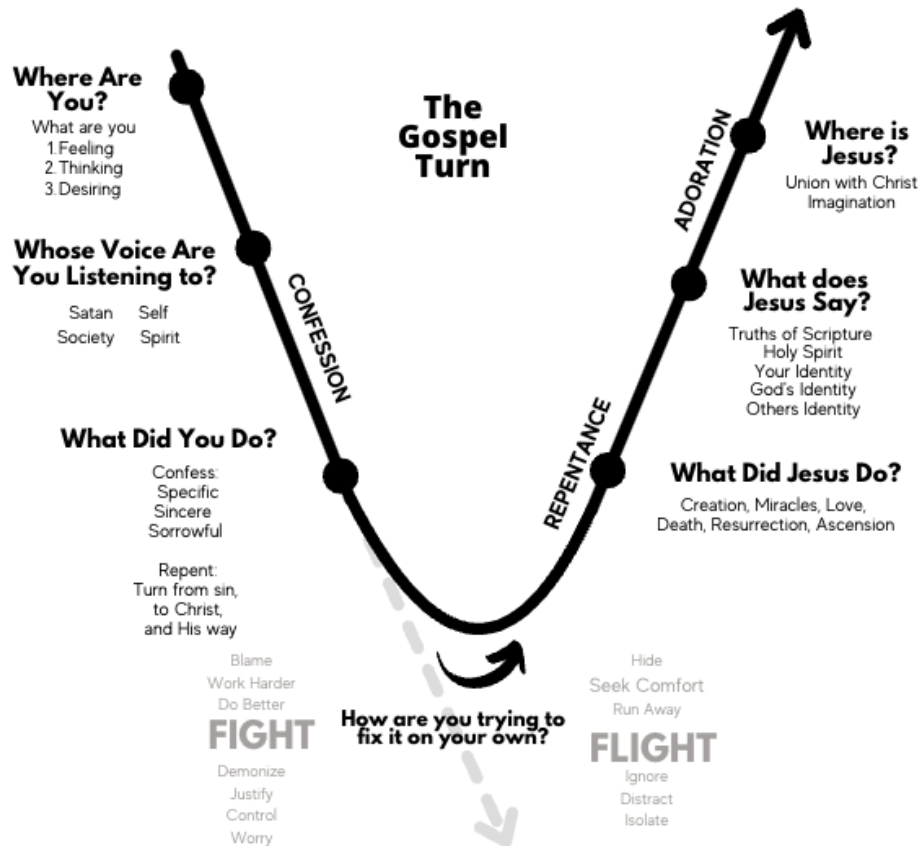 The
Gospel
Turn
Where Are
You?
What are you
1. Feeling
2. Thinking
3. Desiring
Whose Voice Are
You Listening to?
Satan Self
Society Spirit
CONFESSION
What Did You Do?
Confess:
Specific
Sincere
Sorrowful
Repent:
Turn from sin,
to Christ,
and His way
Blame
Work Harder
Do Better
FIGHT
Demonize
Justify
Control
Worry
How are you trying to
fix it on your own?
Hide
Seek Comfort
Run Away
FLIGHT
Ignore
Distract
Isolate
REPENTANCE
What Did Jesus Do?
Creation, Miracles, Love,
Death, Resurrection, Ascension
What does
Jesus Say?
Truths of Scripture
Holy Spirit
Your Identity
God's Identity
Others Identity
ADORATION
Where is
Jesus?
Union with Christ
Imagination